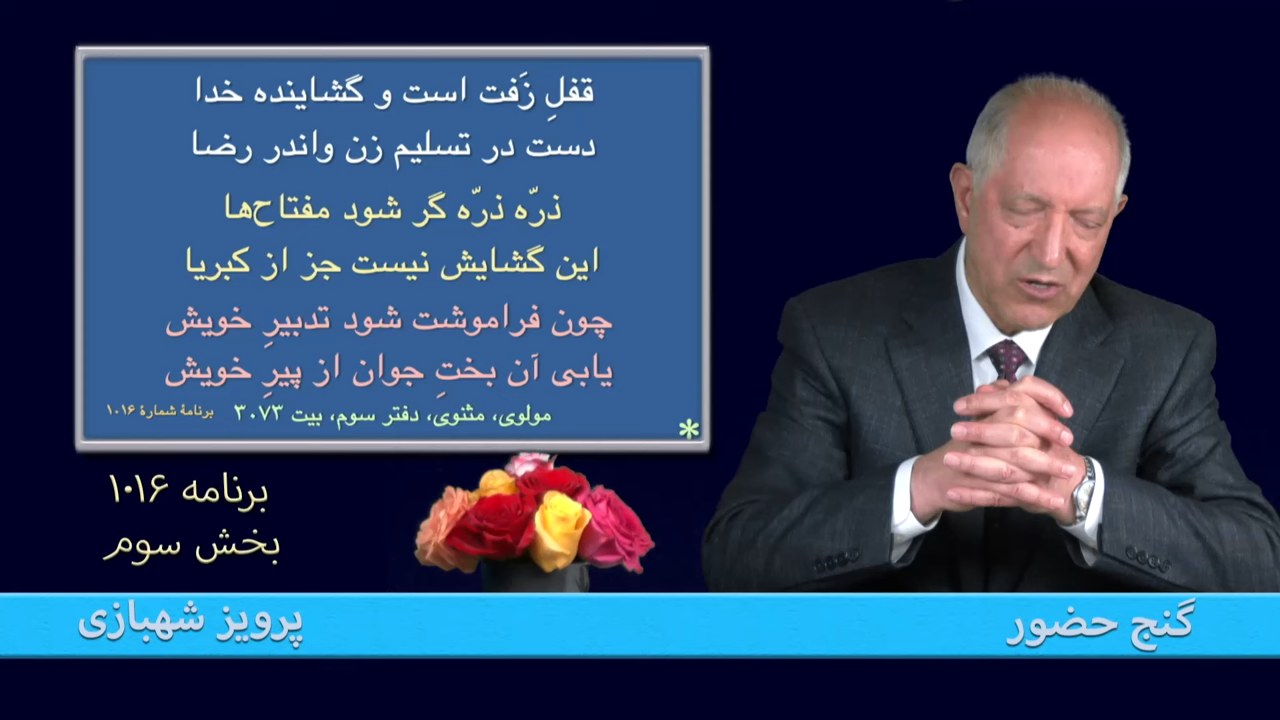 قفلِ زَفت است و گشاینده خدا
دست در تسلیم زن واندر رضا
ذرّه ذرّه گر شود مفتاح‌ها
این گشایش نیست جز از کبریا
چون فراموشت شود تدبیرِ خویش
یابی آن بختِ جوان از پیرِ خویش
مولوی، مثنوی، دفتر سوم، بیت ۳۰۷۳
برنامهٔ شمارهٔ ۱۰۱۶
*
برنامه ۱۰۱۶
بخش سوم
گنج حضور
پرویز شهبازی